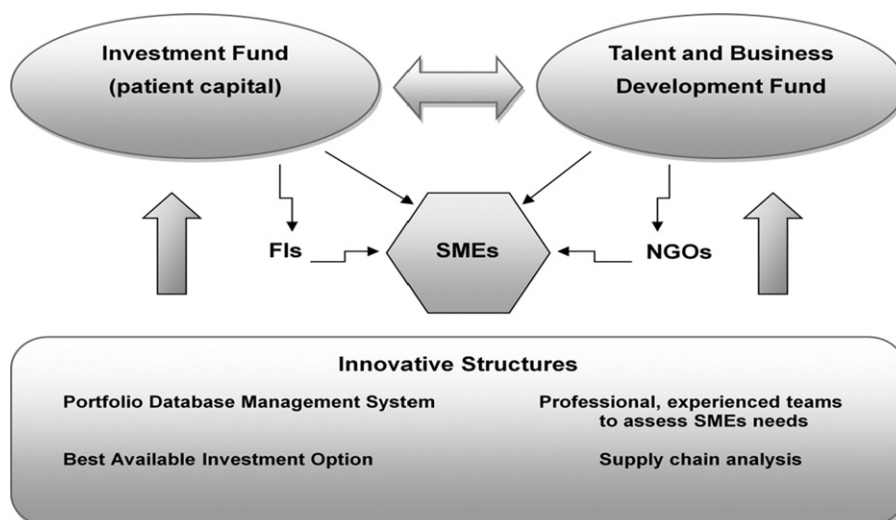 Investment Fund
(patient capital)
Talent and Business
Development Fund
FIs
SMEs
NGOs
Innovative Structures
Portfolio Database Management System
Professional, experienced teams
to assess SMEs needs
Best Available Investment Option
Supply chain analysis